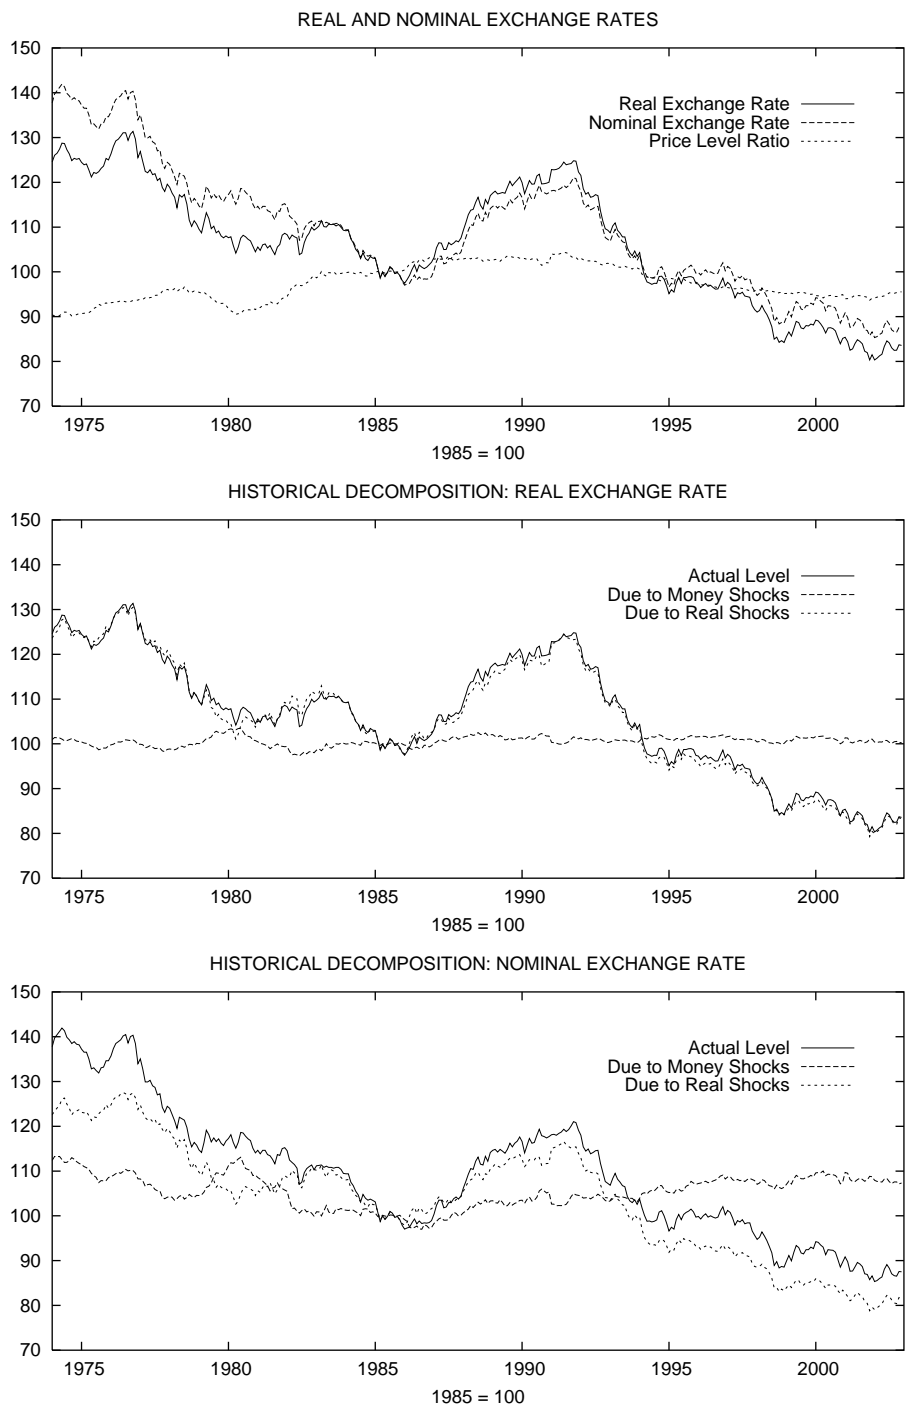 REAL AND NOMINAL EXCHANGE RATES
150
140
130
120
110
100
90
80
70
Real Exchange Rate
Nominal Exchange Rate
Price Level Ratio
1975 1980 1985 1990 1995 2000
1985 = 100
HISTORICAL DECOMPOSITION: REAL EXCHANGE RATE
150
140
130
120
110
100
90
80
70
Actual Level
Due to Money Shocks
Due to Real Shocks
1975 1980 1985 1990 1995 2000
1985 = 100
HISTORICAL DECOMPOSITION: NOMINAL EXCHANGE RATE
150
140
130
120
110
100
90
80
70
Actual Level
Due to Money Shocks
Due to Real Shocks
1975 1980 1985 1990 1995 2000
1985 = 100